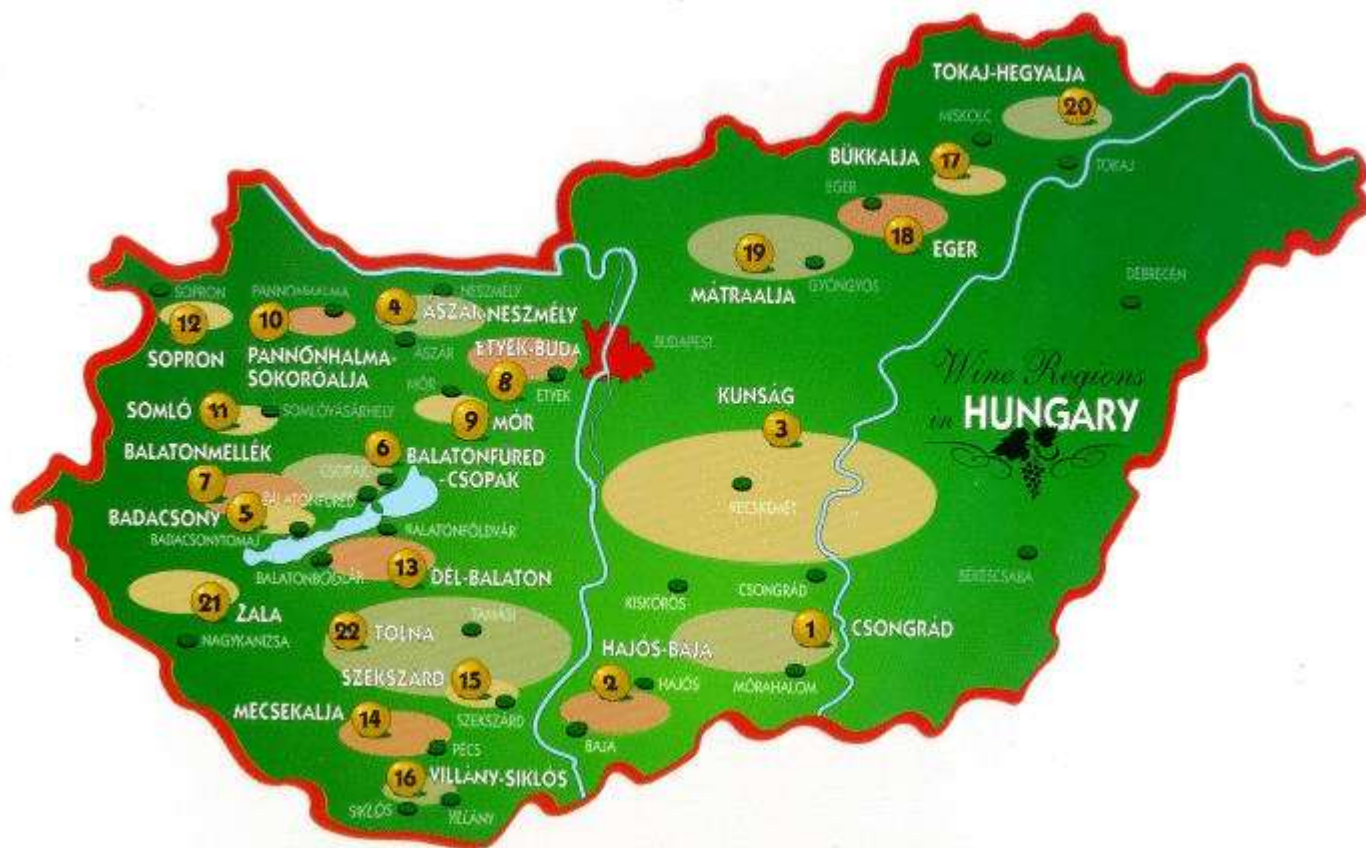 TOKAJ-HEGYALJA
20
MISKOLC
BÜKKALJA
17
TOKAJ
EGER
18
EGER
19
MÁTRAALJA
GYÖNGYÖS
DEBRECEN
SOPRON
12
SOPRON
PANNONHALMA
10
PANNONHALMA-
SOKORÓALJA
4
NESZMÉLY
ÁSZÁR-NESZMÉLY
ÁSZÁR
ETYEK-BUDA
8
ETYEK
BUDAPEST
MÓR
9
MÓR
SOMLÓ
11
SOMLÓVÁSÁRHELY
Wine Regions
in HUNGARY
KUNSÁG
3
KECSKEMÉT
BALATONMELLÉK
7
6
BALATONFÜRED
-CSOPAK
CSOPAK
BALATONFÜRED
BADACSONY
5
BADACSONYTOMAJ
BALATONFÖLDVÁR
BALATONBOGLÁR
13
DÉL-BALATON
BÉKÉSCSABA
CSONGRÁD
KISKŐRÖS
21
ZALA
NAGYKANIZSA
22
TOLNA
TAMÁSI
1
CSONGRÁD
MÓRAHALOM
HAJÓS-BAJA
2
HAJÓS
BAJA
SZEKSZÁRD
15
SZEKSZÁRD
MECSEKALJA
14
PÉCS
16
VILLÁNY-SIKLÓS
SIKLÓS
VILLÁNY